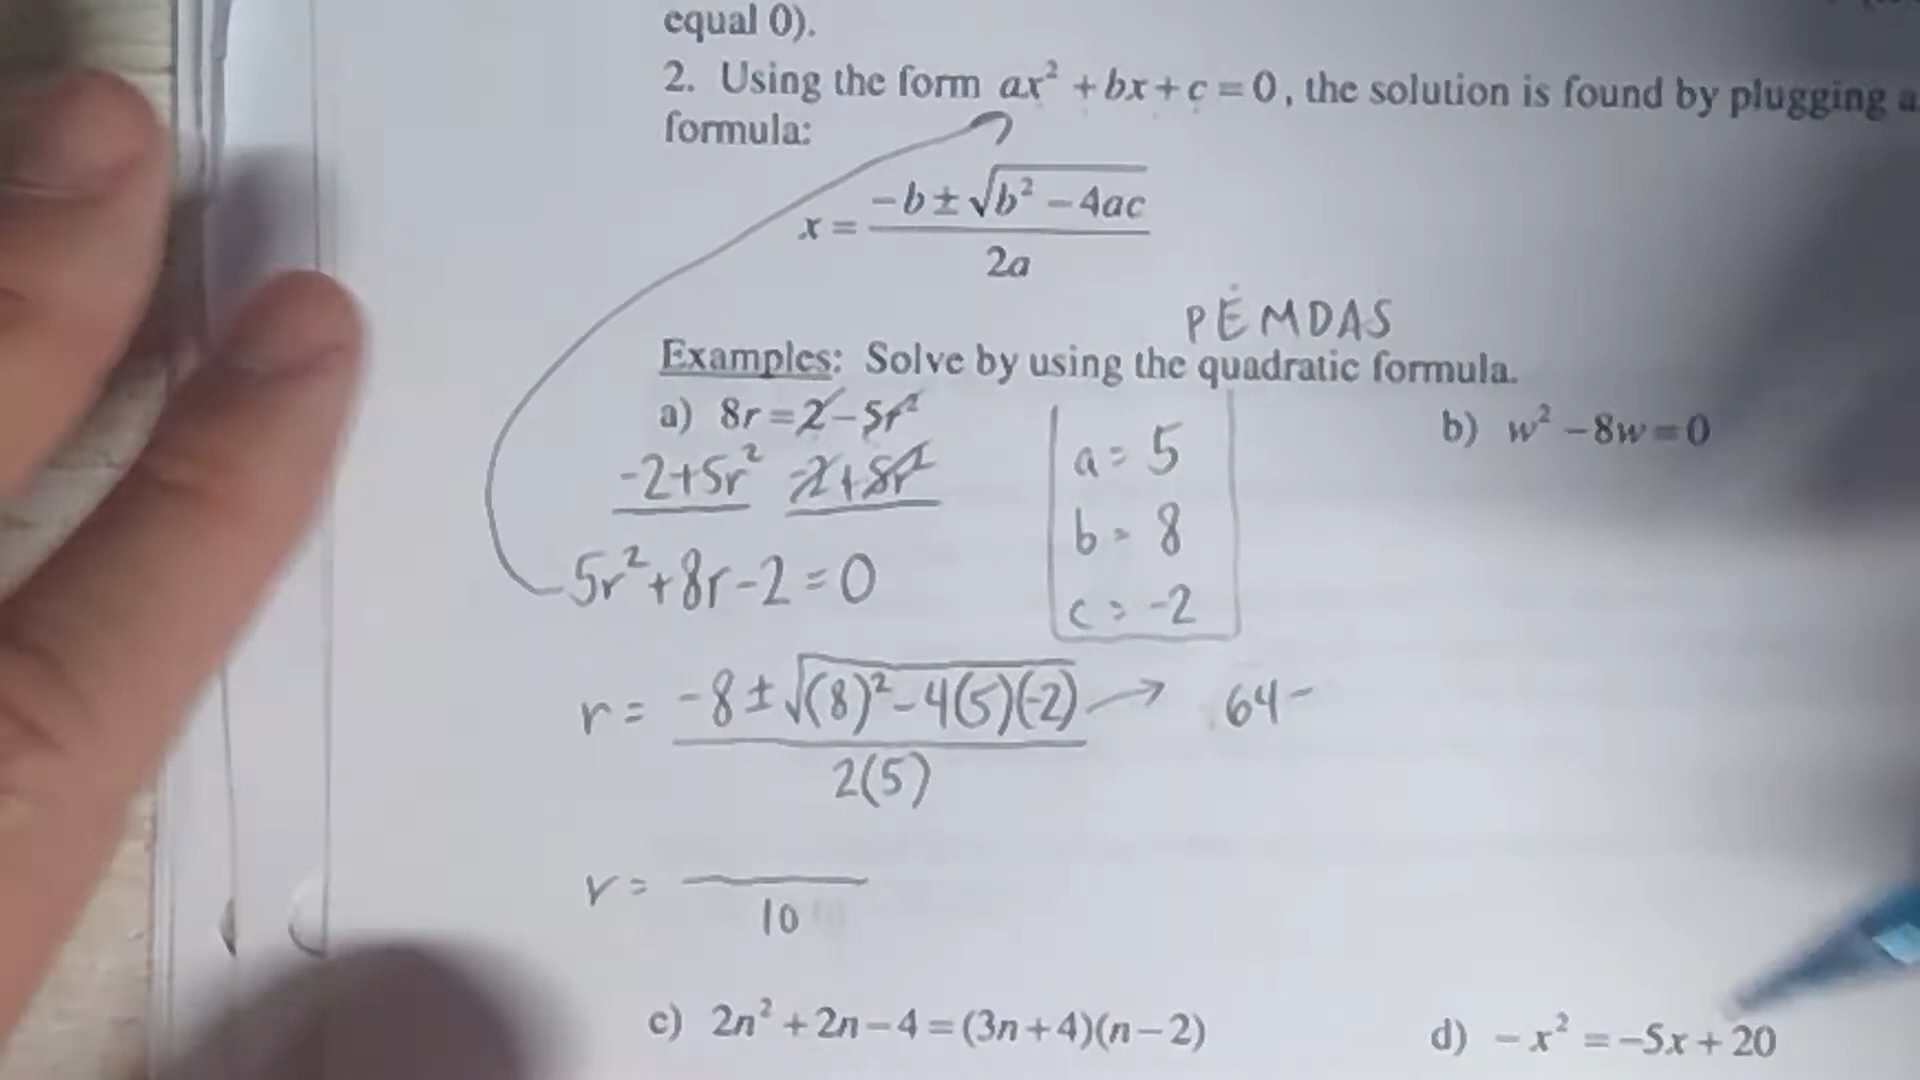 equal 0).
2. Using the form ax² + bx + c = 0, the solution is found by plugging a
formula:
x = (-b ± √(b² - 4ac)) / 2a
PEMDAS
Examples: Solve by using the quadratic formula.
a) 8r = 2 - 5r²
-2+5r² -2+5r²
5r²+8r-2=0
a = 5
b = 8
c = -2
b) w² - 8w = 0
r = (-8 ± √((8)² - 4(5)(-2))) / 2(5) → 64 -
r = — / 10
c) 2n² + 2n - 4 = (3n + 4)(n - 2)
d) -x² = -5x + 20